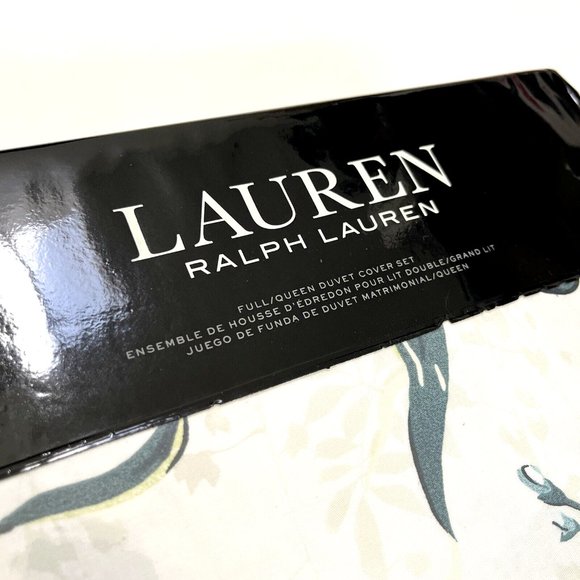 LAUREN
RALPH LAUREN
FULL/QUEEN DUVET COVER SET
ENSEMBLE DE HOUSSE D'ÉDREDON POUR LIT DOUBLE/GRAND LIT
JUEGO DE FUNDA DE DUVET MATRIMONIAL/QUEEN